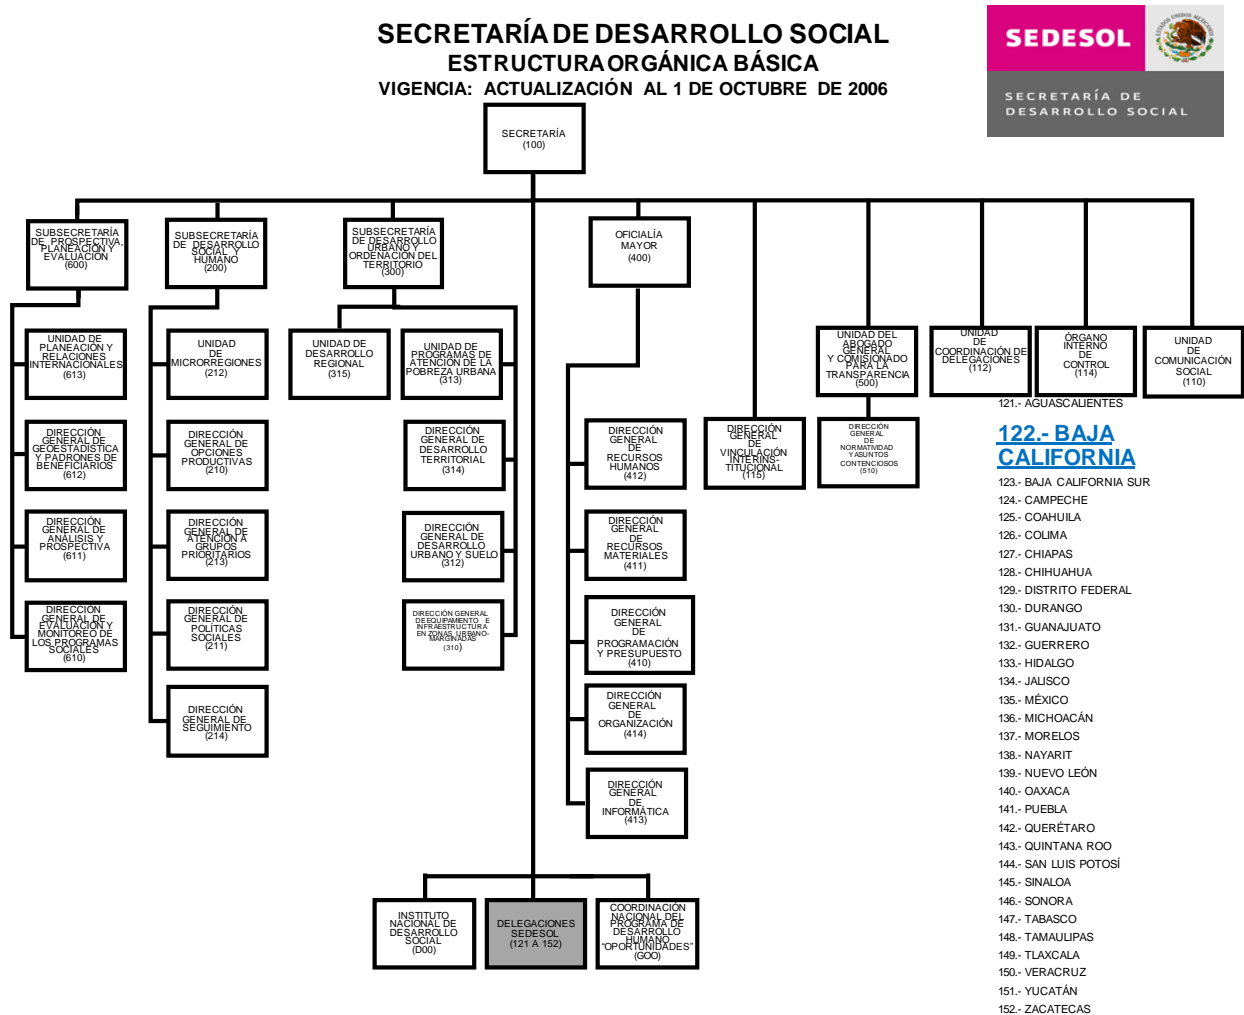 SECRETARÍA DE DESARROLLO SOCIAL
ESTRUCTURA ORGÁNICA BÁSICA
VIGENCIA: ACTUALIZACIÓN AL 1 DE OCTUBRE DE 2006
SEDESOL
ESTADOS UNIDOS MEXICANOS
SECRETARÍA DE
DESARROLLO SOCIAL
SECRETARÍA
(100)
SUBSECRETARÍA
DE PROSPECTIVA,
PLANEACIÓN Y
EVALUACIÓN
(600)
SUBSECRETARÍA
DE DESARROLLO
SOCIAL Y
HUMANO
(200)
SUBSECRETARÍA
DE DESARROLLO
URBANO Y
ORDENACIÓN DEL
TERRITORIO
(300)
OFICIALÍA
MAYOR
(400)
UNIDAD DE
PLANEACIÓN Y
RELACIONES
INTERNACIONALES
(613)
UNIDAD
DE
MICRORREGIONES
(212)
UNIDAD DE
DESARROLLO
REGIONAL
(315)
UNIDAD DE
PROGRAMAS DE
ATENCIÓN DE LA
POBREZA URBANA
(313)
UNIDAD DEL
ABOGADO
GENERAL
Y COMISIONADO
PARA LA
TRANSPARENCIA
(500)
UNIDAD
DE
COORDINACIÓN DE
DELEGACIONES
(112)
ÓRGANO
INTERNO
DE
CONTROL
(114)
UNIDAD
DE
COMUNICACIÓN
SOCIAL
(110)
DIRECCIÓN
GENERAL DE
GEOESTADÍSTICA
Y PADRONES DE
BENEFICIARIOS
(612)
DIRECCIÓN
GENERAL DE
OPCIONES
PRODUCTIVAS
(210)
DIRECCIÓN
GENERAL DE
DESARROLLO
TERRITORIAL
(314)
DIRECCIÓN
GENERAL
DE
RECURSOS
HUMANOS
(412)
DIRECCIÓN
GENERAL
DE
VINCULACIÓN
INTERINS-
TITUCIONAL
(115)
DIRECCIÓN
GENERAL
DE
NORMATIVIDAD
Y ASUNTOS
CONTENCIOSOS
(510)
DIRECCIÓN
GENERAL DE
ANÁLISIS Y
PROSPECTIVA
(611)
DIRECCIÓN
GENERAL DE
ATENCIÓN A
GRUPOS
PRIORITARIOS
(213)
DIRECCIÓN
GENERAL DE
DESARROLLO
URBANO Y SUELO
(312)
DIRECCIÓN
GENERAL
DE
RECURSOS
MATERIALES
(411)
DIRECCIÓN
GENERAL DE
EVALUACIÓN Y
MONITOREO DE
LOS PROGRAMAS
SOCIALES
(610)
DIRECCIÓN
GENERAL DE
POLÍTICAS
SOCIALES
(211)
DIRECCIÓN GENERAL
DE EQUIPAMIENTO E
INFRAESTRUCTURA
EN ZONAS URBANO-
MARGINADAS
(310)
DIRECCIÓN
GENERAL
DE
PROGRAMACIÓN
Y PRESUPUESTO
(410)
DIRECCIÓN
GENERAL DE
SEGUIMIENTO
(214)
DIRECCIÓN
GENERAL
DE
ORGANIZACIÓN
(414)
DIRECCIÓN
GENERAL
DE
INFORMÁTICA
(413)
INSTITUTO
NACIONAL DE
DESARROLLO
SOCIAL
(D00)
DELEGACIONES
SEDESOL
(121 A 152)
COORDINACIÓN
NACIONAL DEL
PROGRAMA DE
DESARROLLO
HUMANO
"OPORTUNIDADES"
(GOO)
121.- AGUASCALIENTES
122.- BAJA
CALIFORNIA
123.- BAJA CALIFORNIA SUR
124.- CAMPECHE
125.- COAHUILA
126.- COLIMA
127.- CHIAPAS
128.- CHIHUAHUA
129.- DISTRITO FEDERAL
130.- DURANGO
131.- GUANAJUATO
132.- GUERRERO
133.- HIDALGO
134.- JALISCO
135.- MÉXICO
136.- MICHOACÁN
137.- MORELOS
138.- NAYARIT
139.- NUEVO LEÓN
140.- OAXACA
141.- PUEBLA
142.- QUERÉTARO
143.- QUINTANA ROO
144.- SAN LUIS POTOSÍ
145.- SINALOA
146.- SONORA
147.- TABASCO
148.- TAMAULIPAS
149.- TLAXCALA
150.- VERACRUZ
151.- YUCATÁN
152.- ZACATECAS